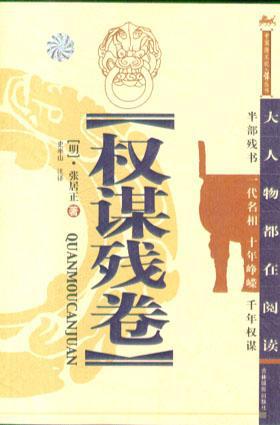 大人物都在阅读
半部残书
一代名相 十年峥嵘 千年权谋
【权谋残卷】
QUANMOUCANJUAN
[明]·张居正 著